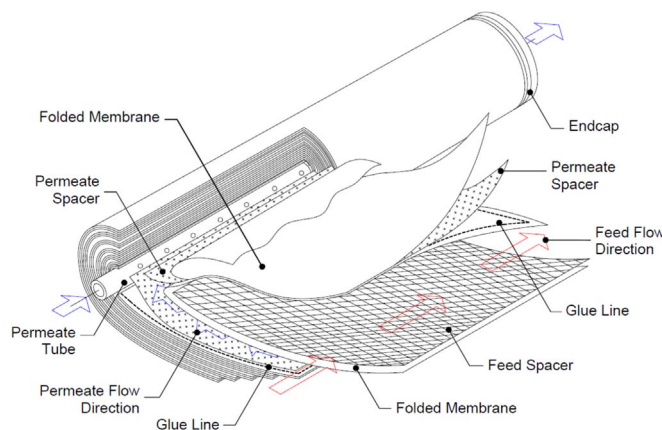 Folded Membrane
Endcap
Permeate
Spacer
Permeate
Spacer
Feed Flow
Direction
Glue Line
Permeate
Tube
Feed Spacer
Permeate Flow
Direction
Folded Membrane
Glue Line